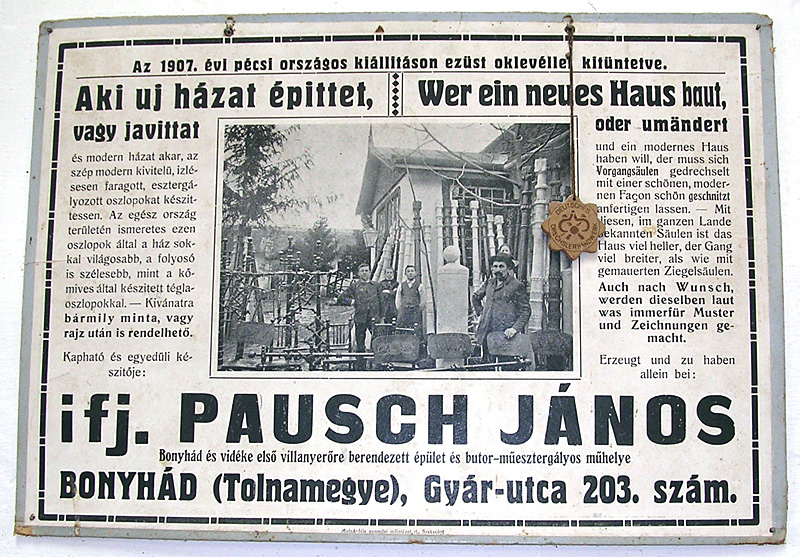 Az 1907. évi pécsi országos kiállitáson ezüst oklevéllel kitüntetve.
Aki uj házat épittet,
vagy javittat
és modern házat akar, az
szép modern kivitelű, izlé-
sesen faragott, esztergá-
lyozott oszlopokat készit-
tessen. Az egész ország
területén ismeretes ezen
oszlopok által a ház sok-
kal világosabb, a folyosó
is szélesebb, mint a kő-
mives által készitett tégla-
oszlopokkal. — Kivánatra
bármily minta, vagy
rajz után is rendelhető.
Kapható és egyedüli ké-
szitője:
Wer ein neues Haus baut,
oder umändert
und ein modernes Haus
haben will, der muss sich
Vorgangsäulen gedrechselt
mit einer schönen, moder-
nen Façon schön geschnitzt
anfertigen lassen. — Mit
diesen, im ganzen Lande
bekannten Säulen ist das
Haus viel heller, der Gang
viel breiter, als wie mit
gemauerten Ziegelsäulen.
Auch nach Wunsch,
werden dieselben laut
was immerfür Muster
und Zeichnungen ge-
macht.
Erzeugt und zu haben
allein bei:
DEUTSCHES
DRECHSLERHANDWERK
ifj. PAUSCH JÁNOS
Bonyhád és vidéke első villanyerőre berendezett épület és butor-műesztergályos műhelye
BONYHÁD (Tolnamegye), Gyár-utca 203. szám.